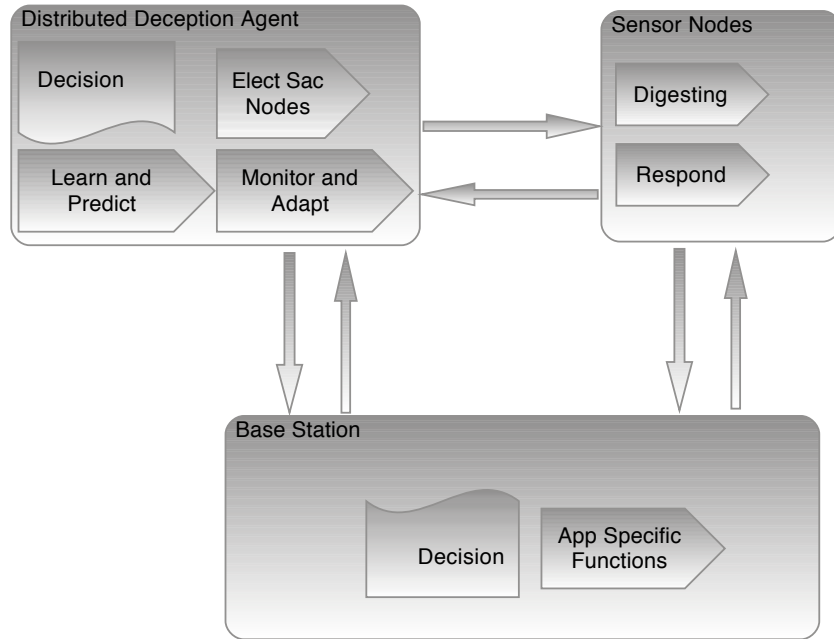 Distributed Deception Agent
Decision
Elect Sac
Nodes
Learn and
Predict
Monitor and
Adapt
Sensor Nodes
Digesting
Respond
Base Station
Decision
App Specific
Functions